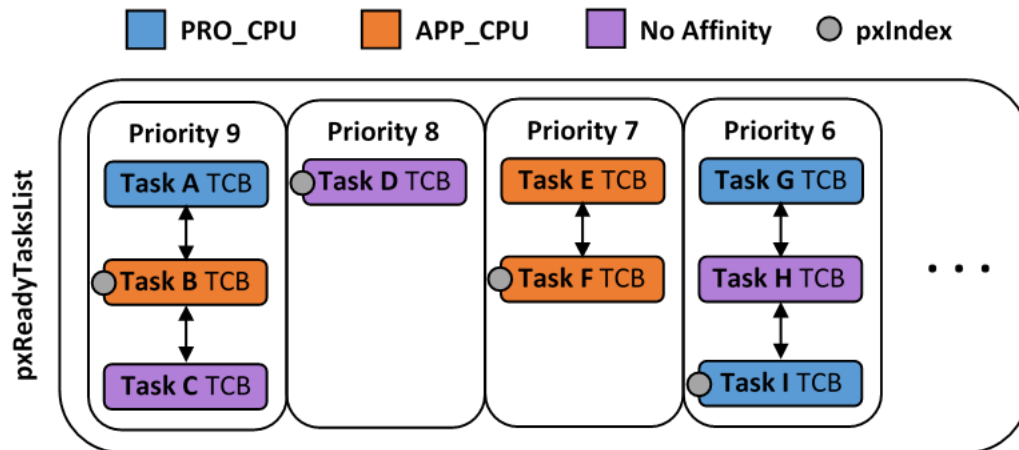 PRO_CPU
APP_CPU
No Affinity
pxIndex
pxReadyTasksList
Priority 9
Task A TCB
Task B TCB
Task C TCB
Priority 8
Task D TCB
Priority 7
Task E TCB
Task F TCB
Priority 6
Task G TCB
Task H TCB
Task I TCB
. . .